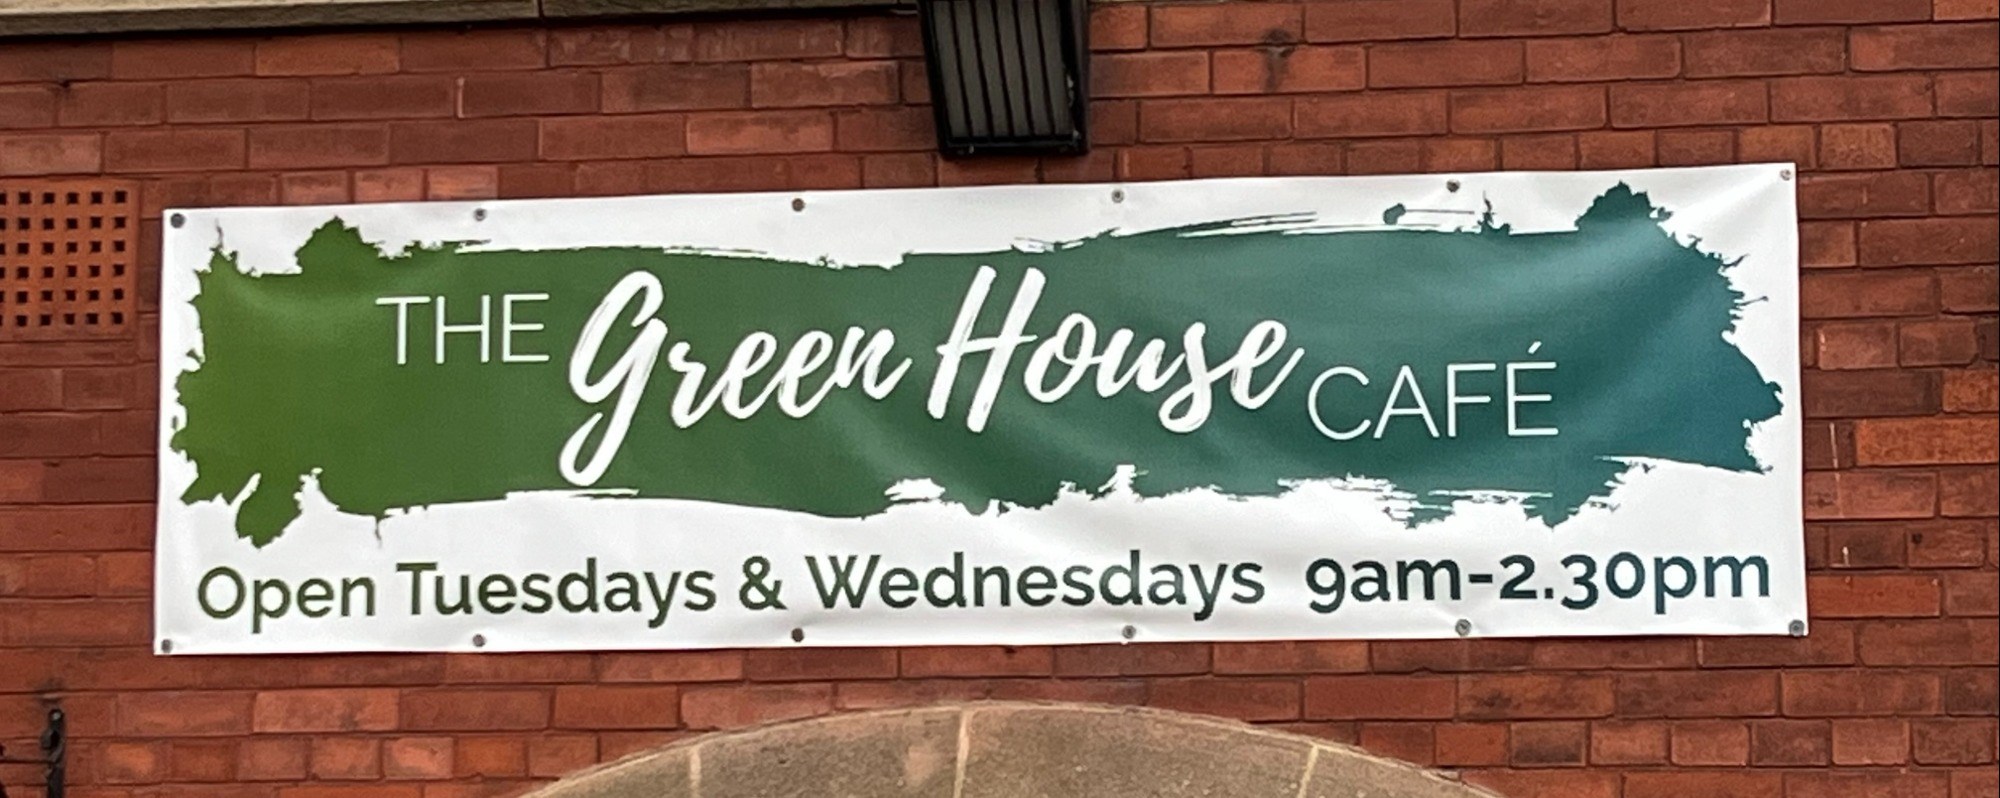 THE Green House CAFÉ
Open Tuesdays & Wednesdays 9am-2.30pm